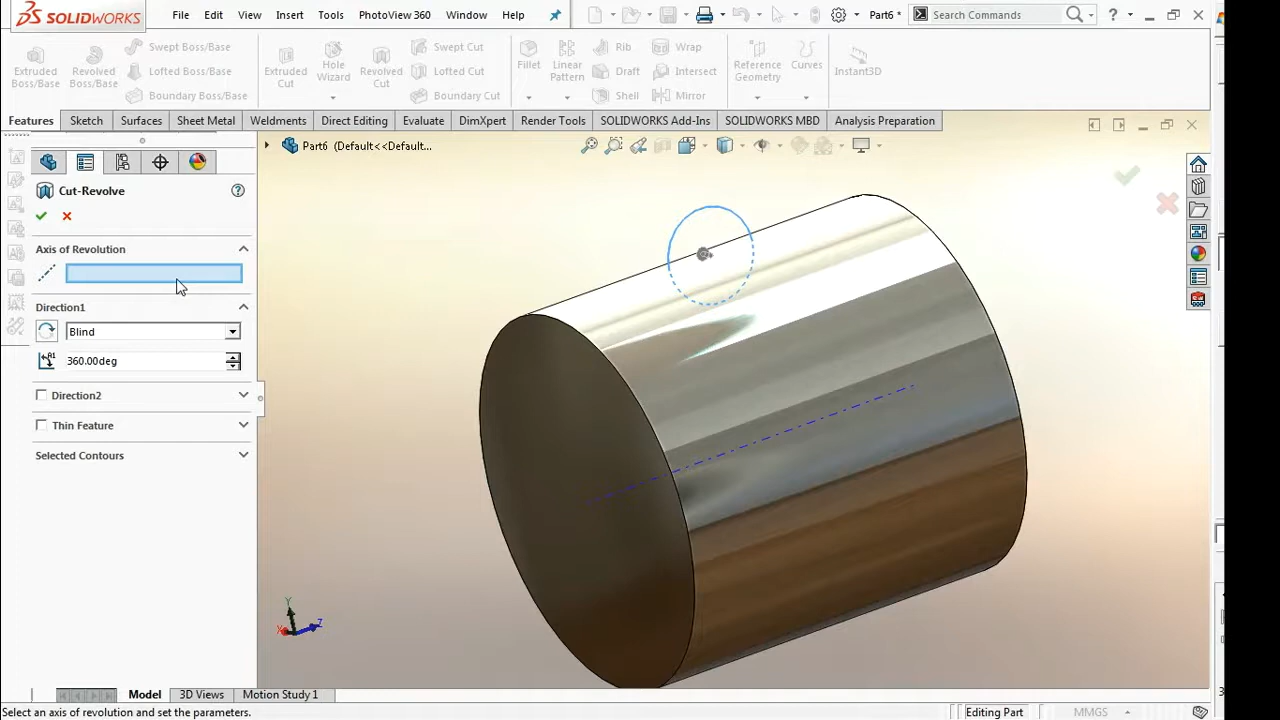 SOLIDWORKS
File Edit View Insert Tools PhotoView 360 Window Help
Part6 *
Search Commands
Extruded Boss/Base
Revolved Boss/Base
Swept Boss/Base
Lofted Boss/Base
Boundary Boss/Base
Extruded Cut
Hole Wizard
Revolved Cut
Swept Cut
Lofted Cut
Boundary Cut
Fillet
Linear Pattern
Rib
Draft
Shell
Wrap
Intersect
Mirror
Reference Geometry
Curves
Instant3D
Features Sketch Surfaces Sheet Metal Weldments Direct Editing Evaluate DimXpert Render Tools SOLIDWORKS Add-Ins SOLIDWORKS MBD Analysis Preparation
Part6 (Default<<Default...
Cut-Revolve
Axis of Revolution
Direction1
Blind
360.00deg
Direction2
Thin Feature
Selected Contours
Y
X
Z
Model 3D Views Motion Study 1
Select an axis of revolution and set the parameters.
Editing Part
MMGS